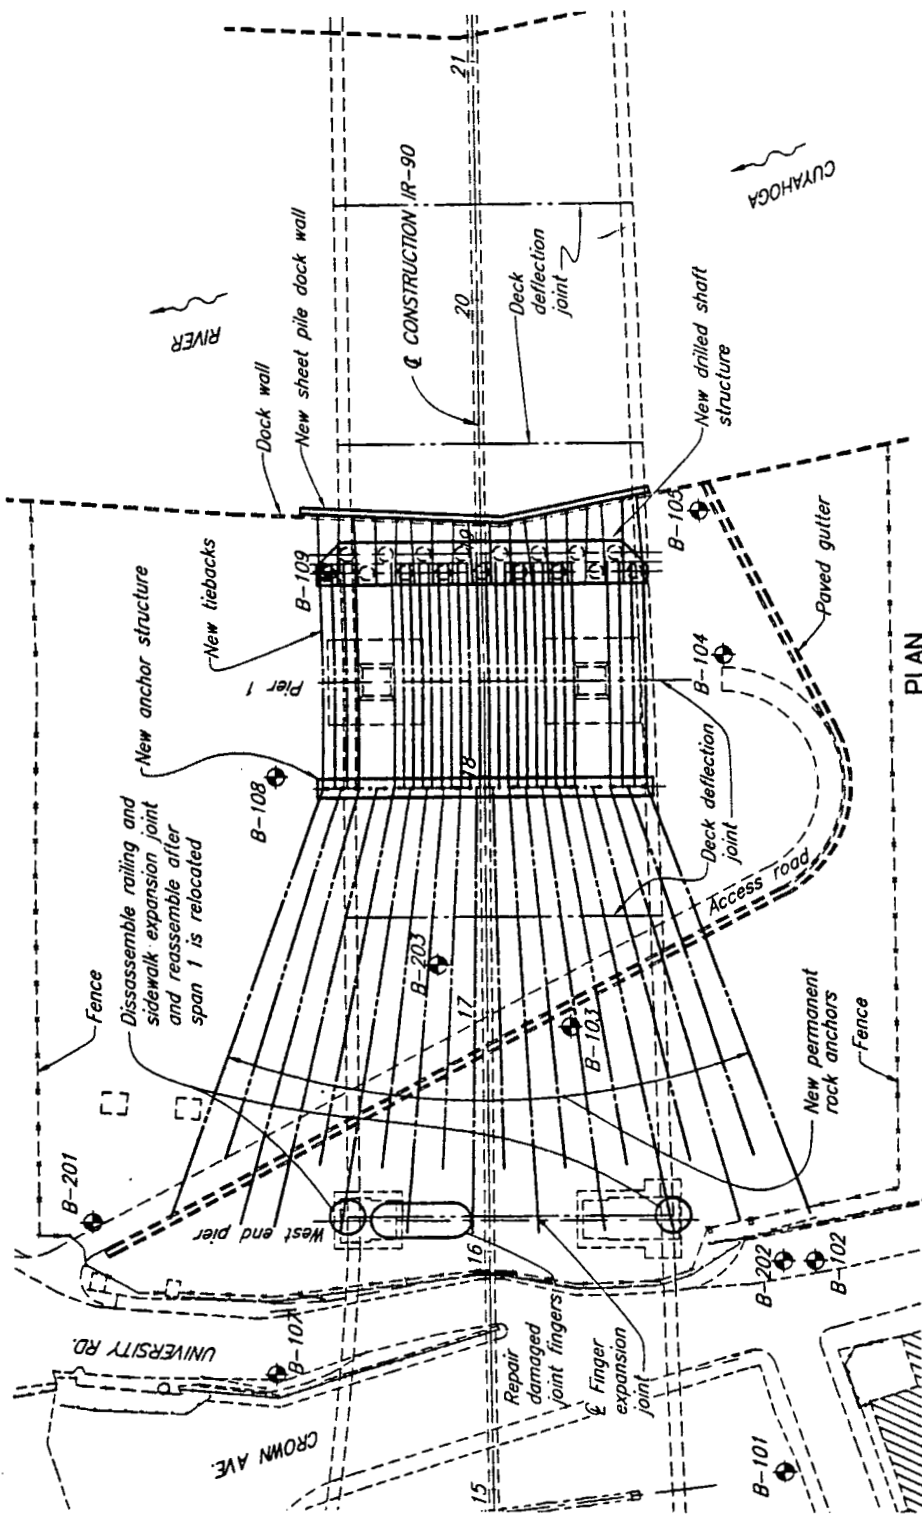 21
CUYAHOGA
RIVER
℄ CONSTRUCTION IR-90
20
Deck
deflection
joint
New drilled shaft
structure
Dock wall
New sheet pile dock wall
New tiebacks
New anchor structure
B-109
19
B-105
Paved gutter
Pier 1
B-104
PLAN
18
B-108
Deck deflection
joint
Access road
Dissassemble railing and
sidewalk expansion joint
and reassemble after
span 1 is relocated
Fence
B-203
17
B-103
New permanent
rock anchors
Fence
B-201
West end pier
16
B-202
B-102
UNIVERSITY RD.
B-107
Repair
damaged
joint fingers
℄ Finger
expansion
joint
CROWN AVE.
15
B-101